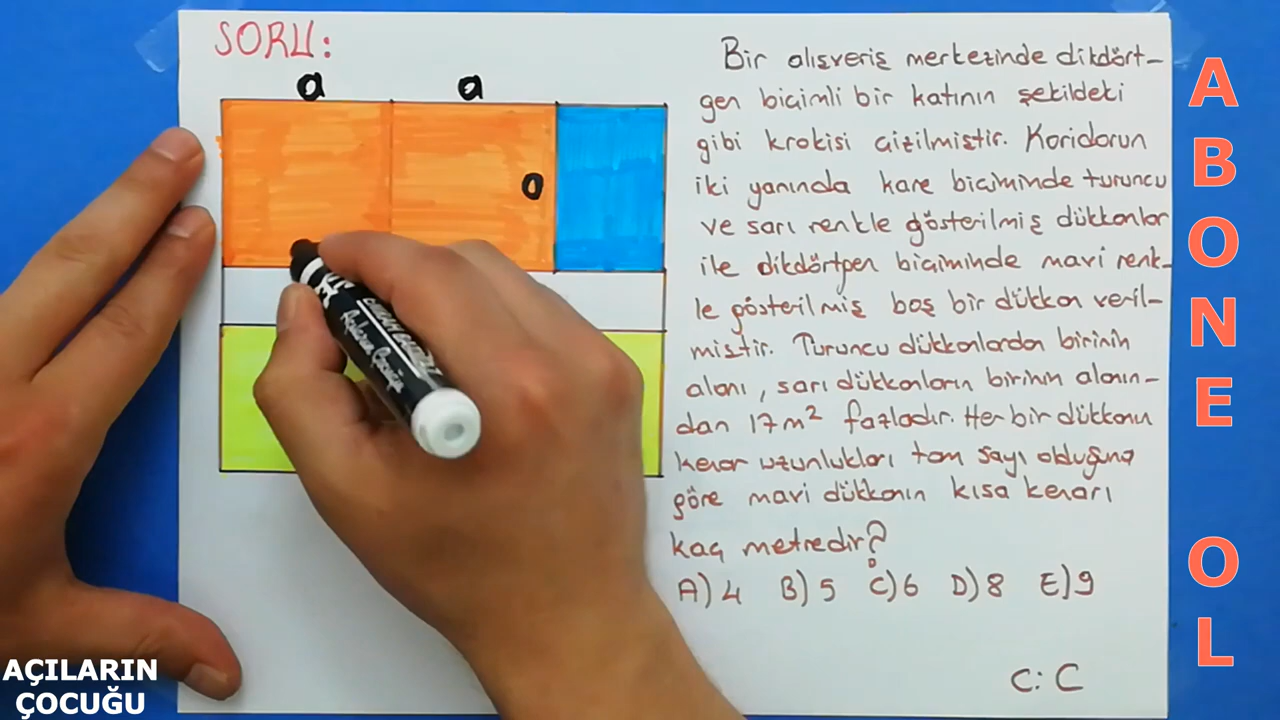 SORU:
a
a
a
Bir alışveriş merkezinde dikdört-
gen biçimli bir katının şekildeki
gibi krokisi çizilmiştir. Koridorun
iki yanında kare biçiminde turuncu
ve sarı renkle gösterilmiş dükkanlar
ile dikdörtgen biçiminde mavi renk-
le gösterilmiş boş bir dükkan veril-
miştir. Turuncu dükkanlardan birinin
alanı, sarı dükkanların birinin alanın-
dan 17m² fazladır. Her bir dükkanın
kenar uzunlukları tam sayı olduğuna
göre mavi dükkanın kısa kenarı
kaç metredir?
A) 4 B) 5 C) 6 D) 8 E) 9
C: C
ABONE OL
AÇILARIN
ÇOCUĞU